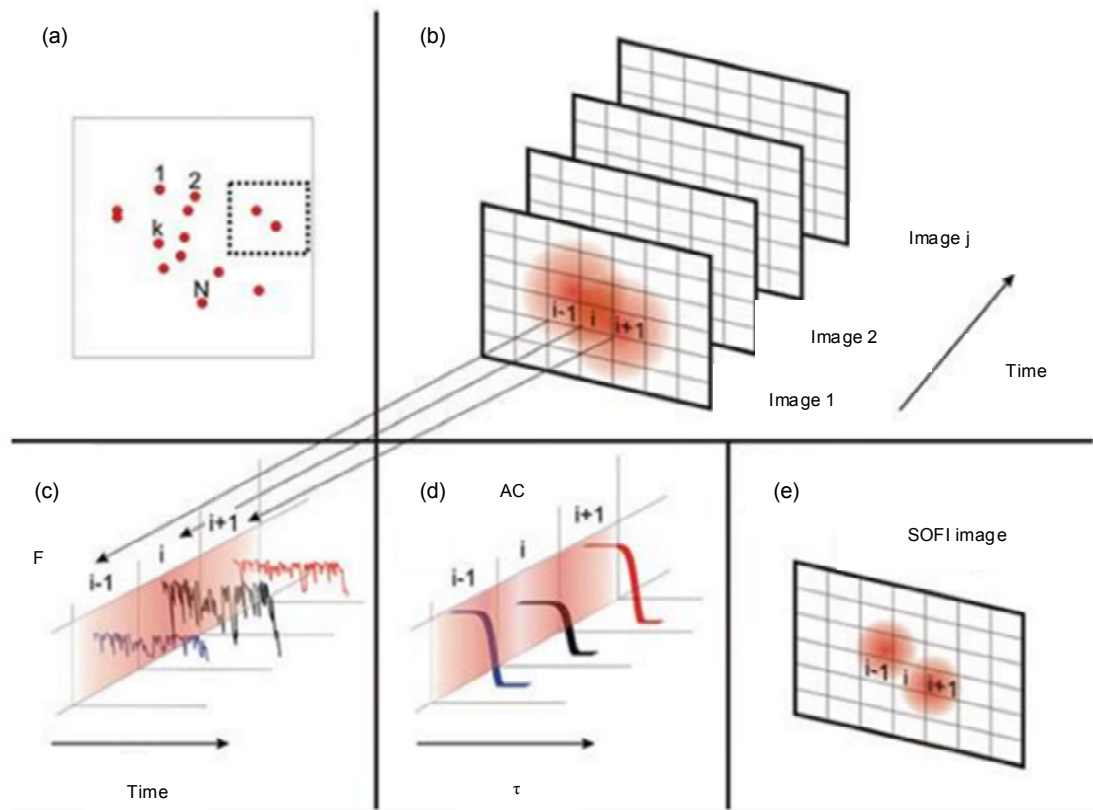 (a)
1
2
k
N
(b)
i-1 i i+1
Image j
Image 2
Image 1
Time
(c)
F
i-1
i
i+1
Time
(d)
AC
i-1
i
i+1
τ
(e)
SOFI image
i-1 i i+1